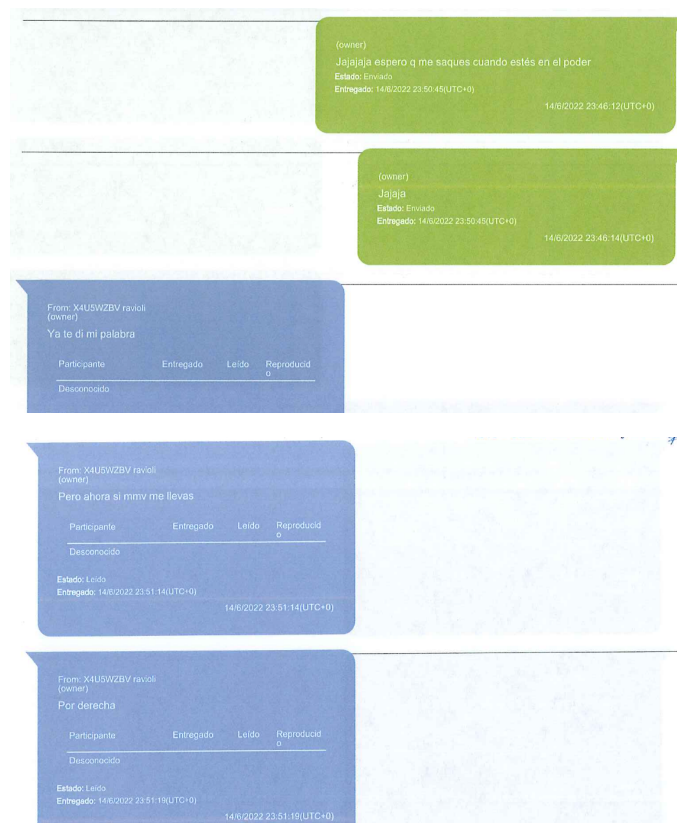 (owner)
Jajajaja espero q me saques cuando estés en el poder
Estado: Enviado
Entregado: 14/6/2022 23:50:45(UTC+0)
14/6/2022 23:46:12(UTC+0)
(owner)
Jajaja
Estado: Enviado
Entregado: 14/6/2022 23:50:45(UTC+0)
14/6/2022 23:46:14(UTC+0)
From: X4U5WZBV ravioli
(owner)
Ya te di mi palabra
Participante Entregado Leído Reproducid
o
Desconocido
From: X4U5WZBV ravioli
(owner)
Pero ahora si mmv me llevas
Participante Entregado Leído Reproducid
o
Desconocido
Estado: Leído
Entregado: 14/6/2022 23:51:14(UTC+0)
14/6/2022 23:51:14(UTC+0)
From: X4U5WZBV ravioli
(owner)
Por derecha
Participante Entregado Leído Reproducid
o
Desconocido
Estado: Leído
Entregado: 14/6/2022 23:51:19(UTC+0)
14/6/2022 23:51:19(UTC+0)